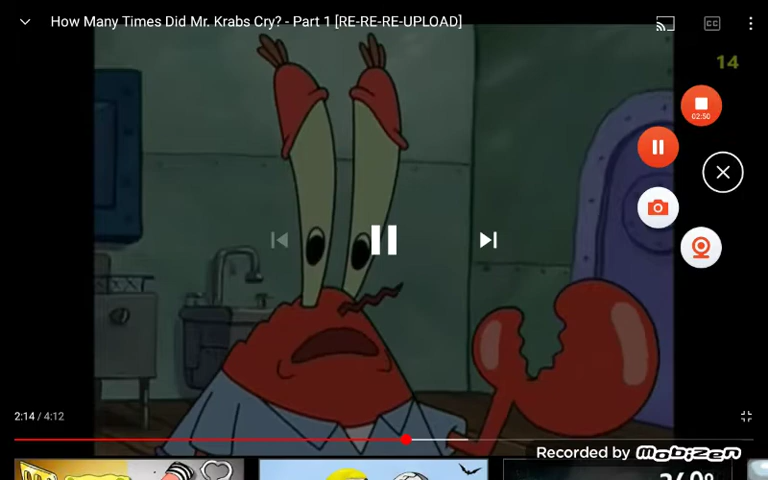 How Many Times Did Mr. Krabs Cry? - Part 1 [RE-RE-RE-UPLOAD]
CC
14
02:50
2:14 / 4:12
Recorded by mobizen